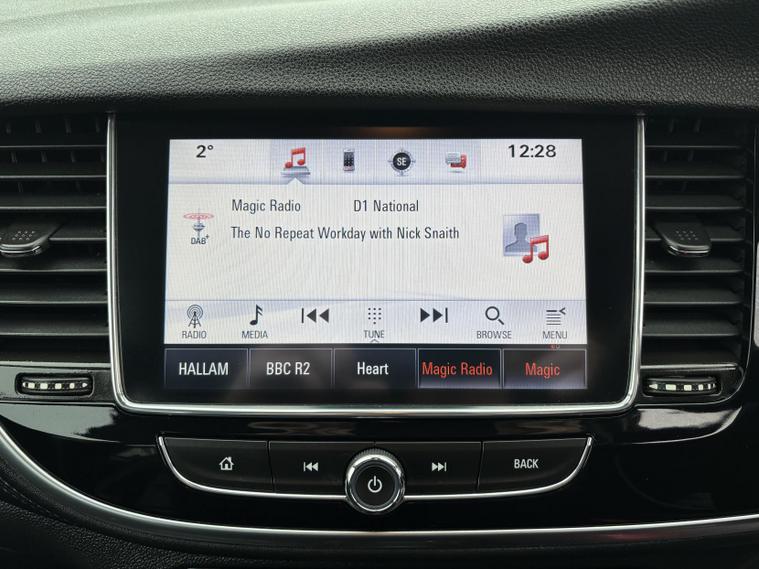 2° SE 12:28
Magic Radio D1 National
DAB+ The No Repeat Workday with Nick Snaith
RADIO MEDIA TUNE BROWSE MENU
HALLAM BBC R2 Heart Magic Radio Magic
BACK